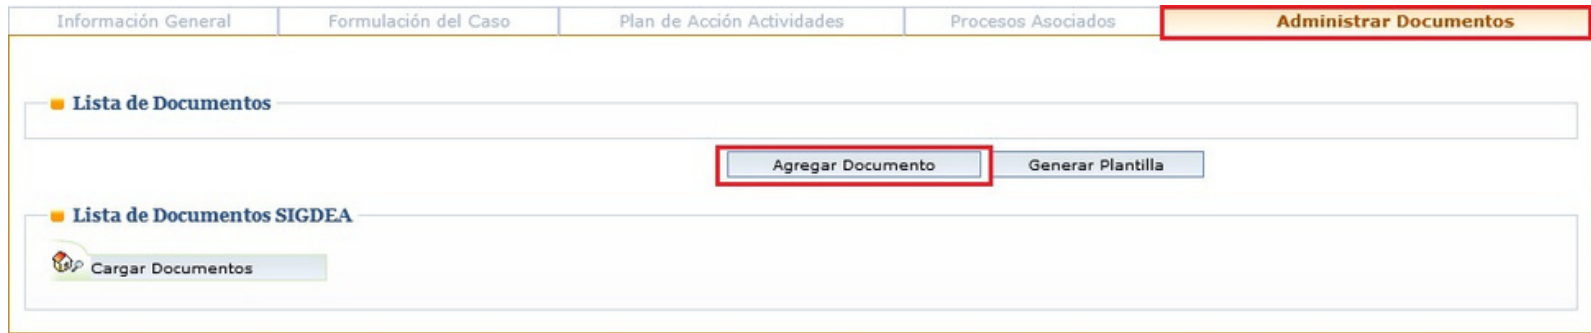 Información General Formulación del Caso Plan de Acción Actividades Procesos Asociados Administrar Documentos
Lista de Documentos
Agregar Documento Generar Plantilla
Lista de Documentos SIGDEA
Cargar Documentos